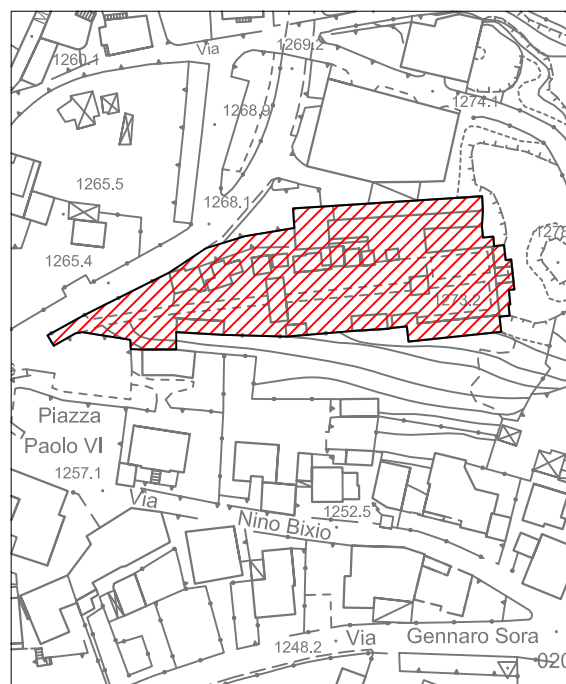 Via
1269.2
1260.1
1274.1
1268.9
1265.5
1268.1
1265.4
1273.2
Piazza
Paolo VI
1257.1
Via
Nino Bixio
1252.5
Via
Gennaro Sora
1248.2
020